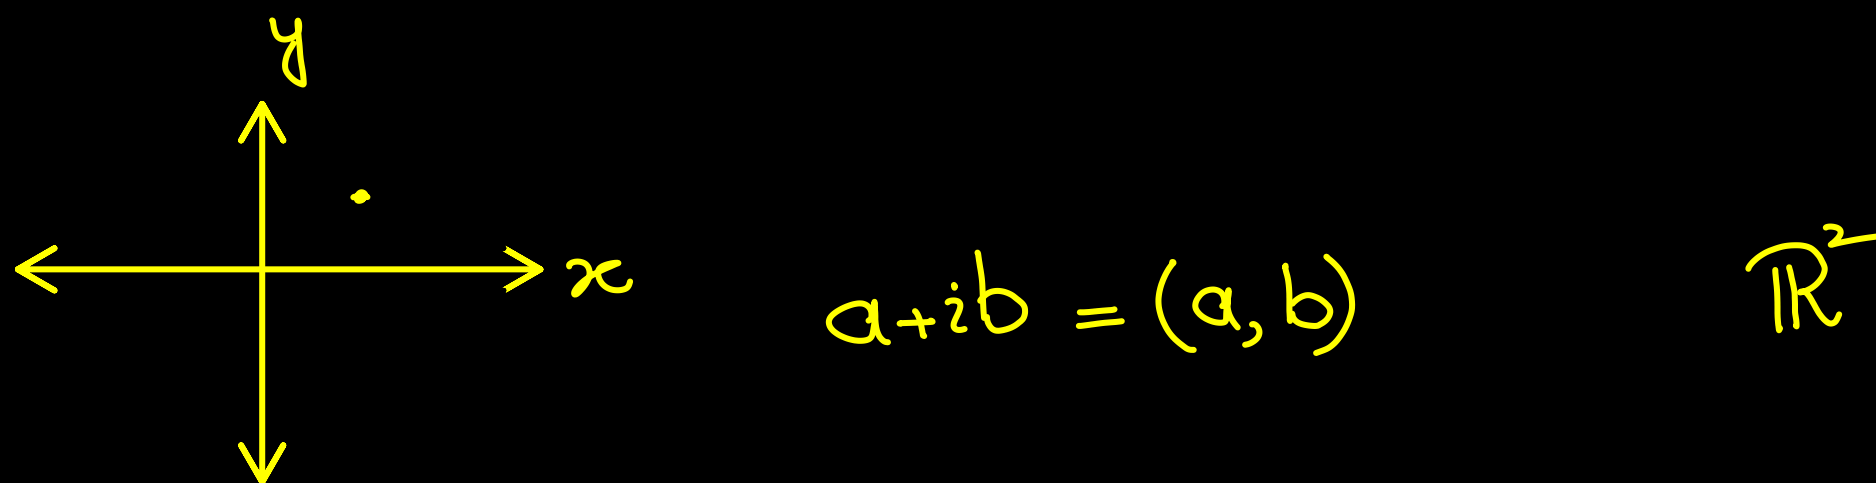 y
x
a+ib = (a,b)
ℝ²